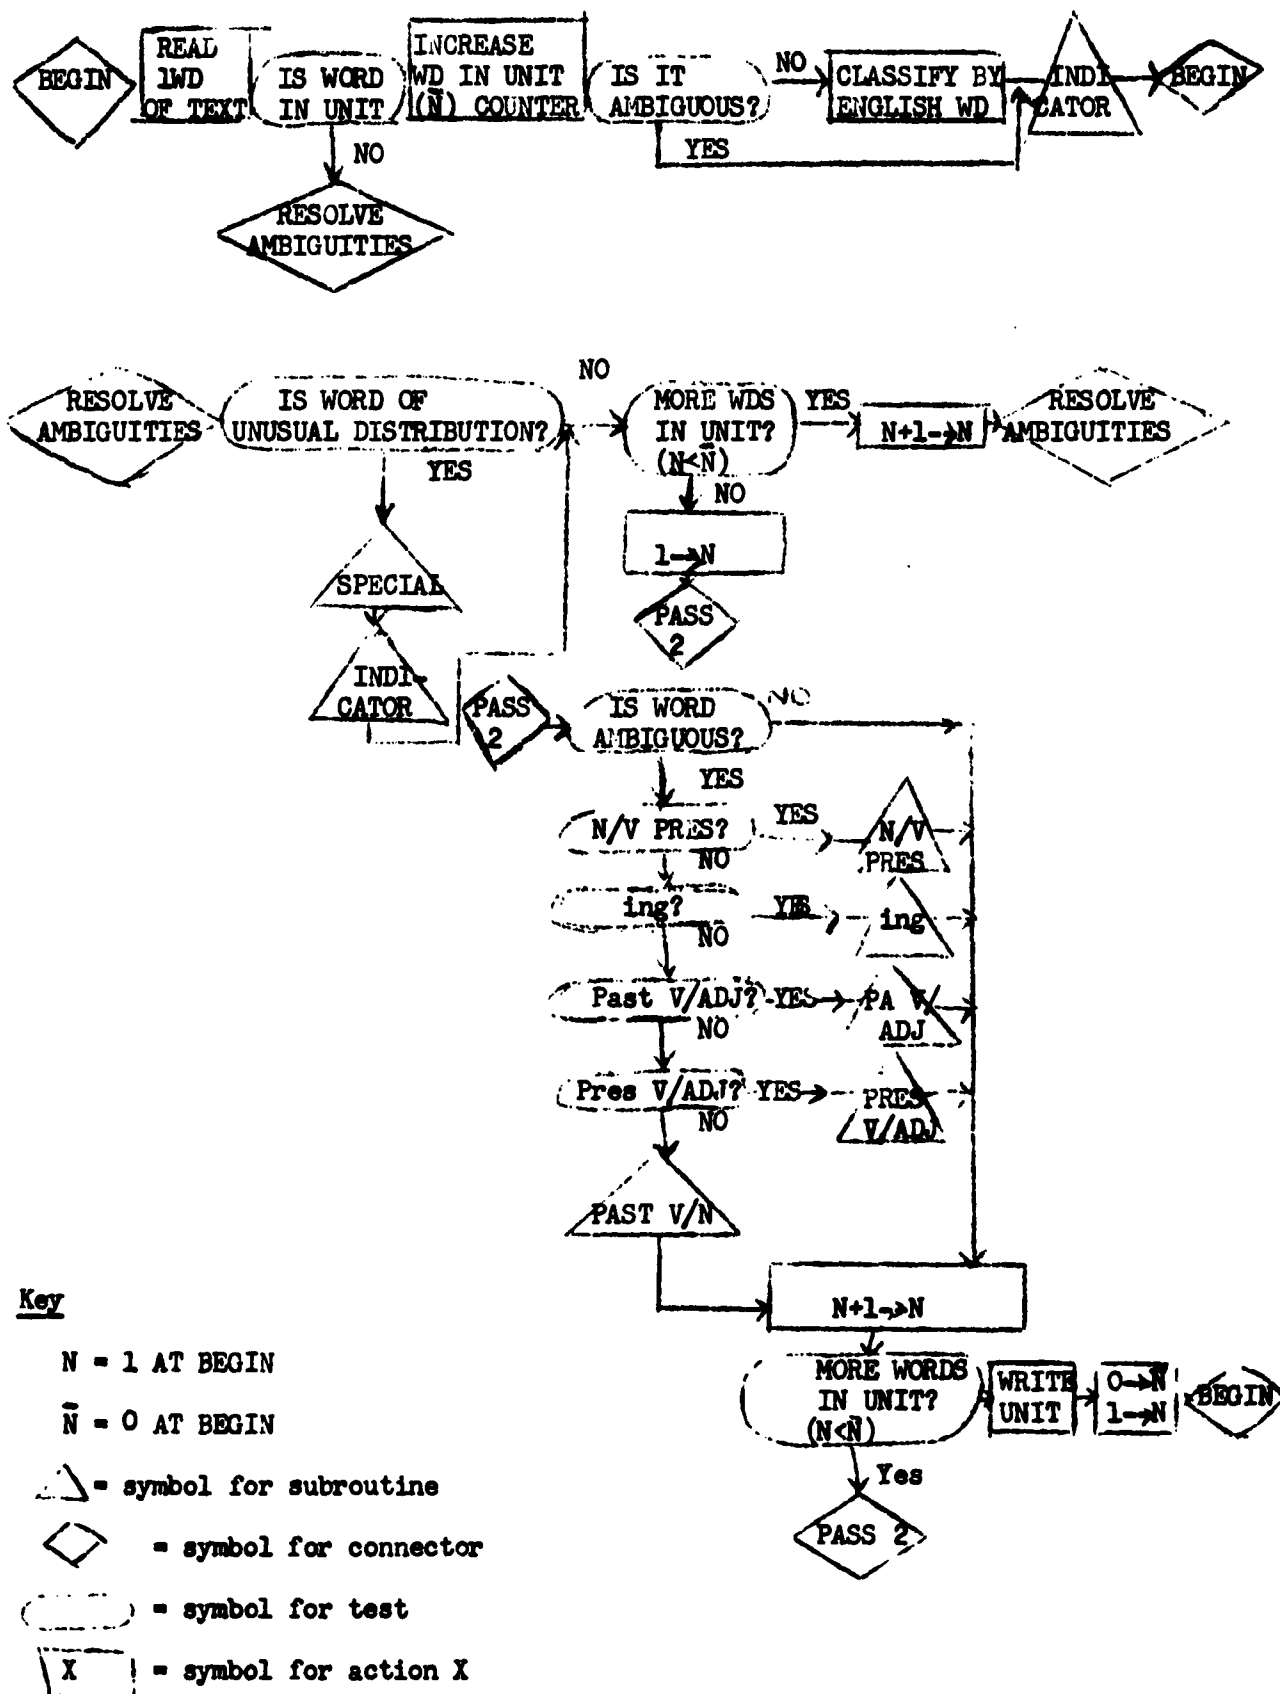 BEGIN
READ
1WD
OF TEXT
IS WORD
IN UNIT
INCREASE
WD IN UNIT
(N̄) COUNTER
IS IT
AMBIGUOUS?
NO
CLASSIFY BY
ENGLISH WD
INDI
CATOR
BEGIN
YES
NO
RESOLVE
AMBIGUITIES
RESOLVE
AMBIGUITIES
IS WORD OF
UNUSUAL DISTRIBUTION?
NO
MORE WDS
IN UNIT?
(N<N̄)
YES
N+1→N
RESOLVE
AMBIGUITIES
YES
NO
1→N
SPECIAL
PASS
2
INDI-
CATOR
PASS
2
IS WORD
AMBIGUOUS?
NO
YES
N/V PRES?
YES
N/V
PRES
NO
ing?
YES
ing
NO
Past V/ADJ?
YES
PA V/
ADJ
NO
Pres V/ADJ?
YES
PRES
V/ADJ
NO
PAST V/N
N+1→N
MORE WORDS
IN UNIT?
(N<N̄)
WRITE
UNIT
0→N̄
1→N
BEGIN
Yes
PASS 2
Key
N = 1 AT BEGIN
N̄ = 0 AT BEGIN
= symbol for subroutine
= symbol for connector
= symbol for test
X = symbol for action X